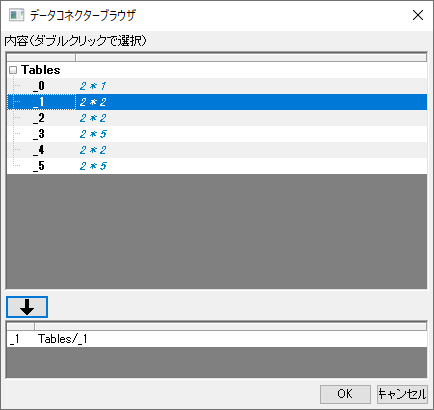 データコネクターブラウザ
内容(ダブルクリックで選択)
Tables
_0 2*1
_1 2*2
_2 2*2
_3 2*5
_4 2*2
_5 2*5
_1 Tables/_1
OK キャンセル